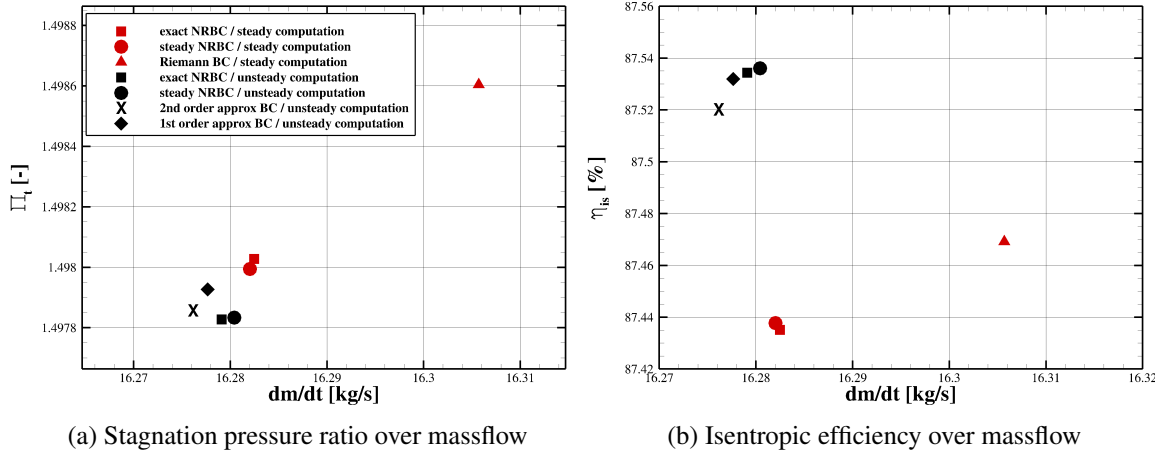 1.4988
1.4986
1.4984
1.4982
1.498
1.4978
Π_t [-]
exact NRBC / steady computation
steady NRBC / steady computation
Riemann BC / steady computation
exact NRBC / unsteady computation
steady NRBC / unsteady computation
X 2nd order approx BC / unsteady computation
1st order approx BC / unsteady computation
X
16.27 16.28 16.29 16.3 16.31
dm/dt [kg/s]
(a) Stagnation pressure ratio over massflow
87.56
87.54
87.52
87.5
87.48
87.46
87.44
87.42
η_is [%]
X
16.27 16.28 16.29 16.3 16.31 16.32
dm/dt [kg/s]
(b) Isentropic efficiency over massflow